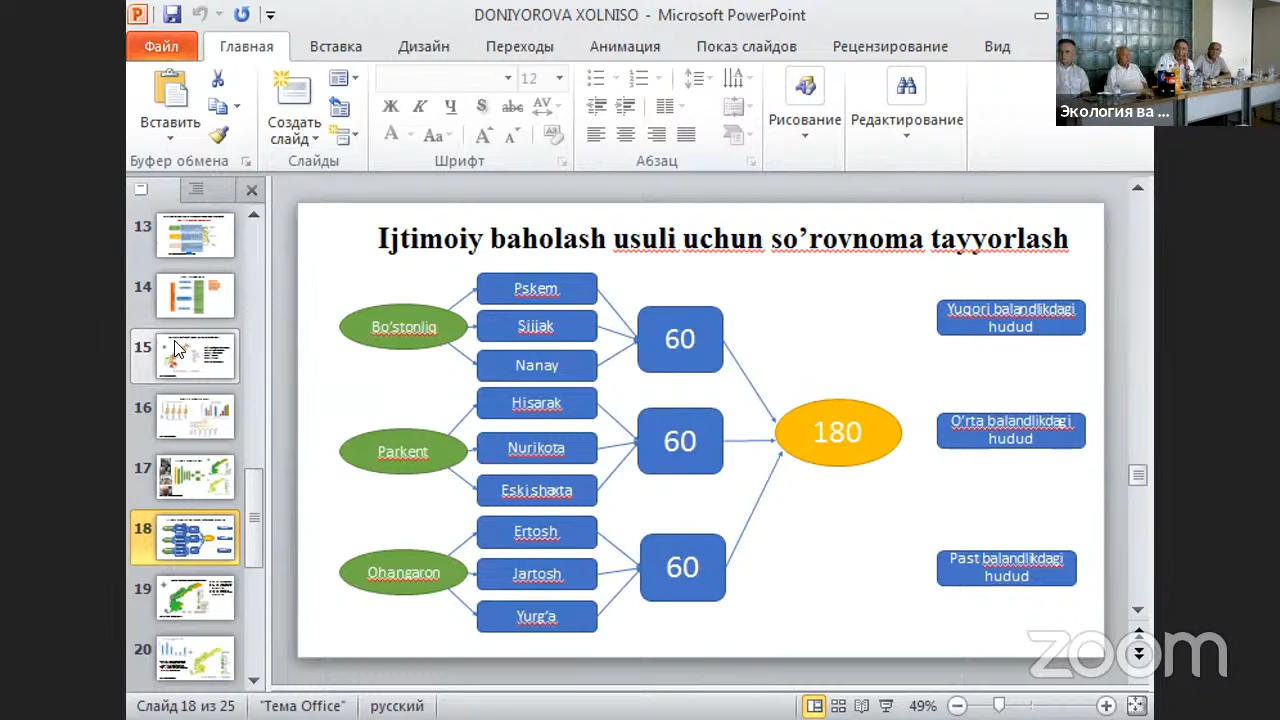 DONIYOROVA XOLNISO - Microsoft PowerPoint
Файл
Главная
Вставка
Дизайн
Переходы
Анимация
Показ слайдов
Рецензирование
Вид
Вставить
Создать
слайд
12
Рисование
Редактирование
Буфер обмена
Слайды
Шрифт
Абзац
Экология ва ...
13
14
15
16
17
18
19
20
Ijtimoiy baholash usuli uchun so’rovnoma tayyorlash
Bo’stonliq
Pskem
Sijjak
Nanay
60
Parkent
Hisarak
Nurikota
Eski shaxta
60
Ohangaron
Ertosh
Jartosh
Yurg’a
60
180
Yuqori balandlikdagi
hudud
O’rta balandlikdagi
hudud
Past balandlikdagi
hudud
zoom
Слайд 18 из 25
"Тема Office"
русский
49%